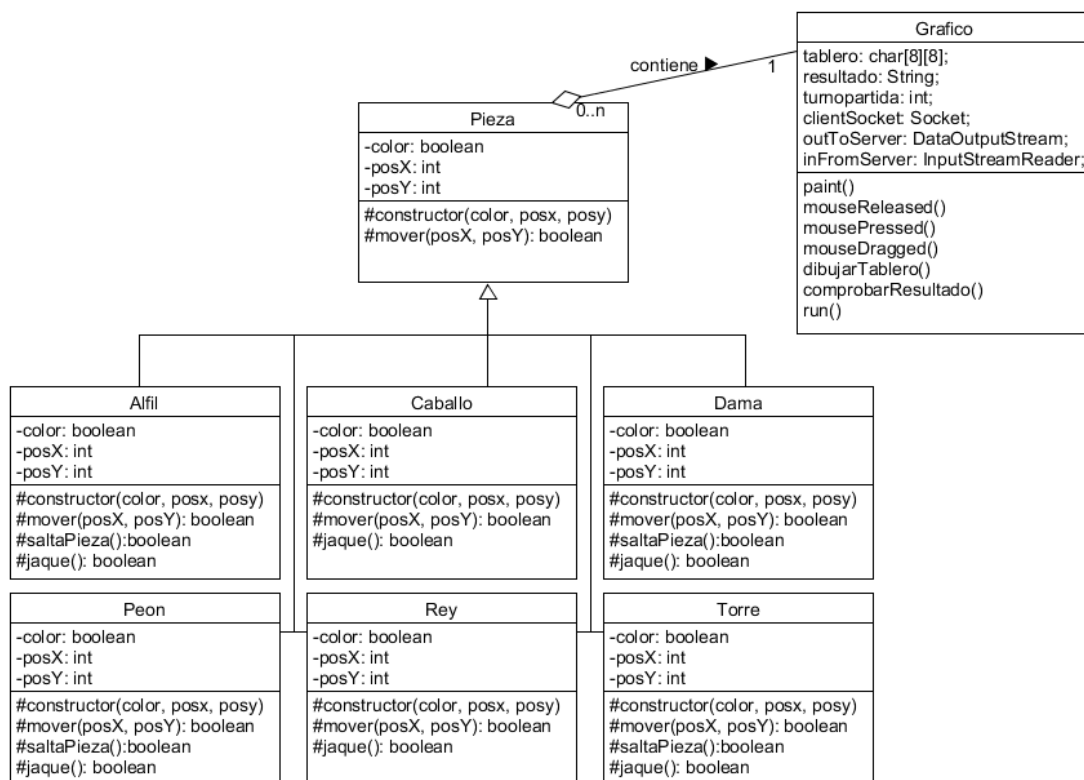 Grafico
tablero: char[8][8];
resultado: String;
turnopartida: int;
clientSocket: Socket;
outToServer: DataOutputStream;
inFromServer: InputStreamReader;
paint()
mouseReleased()
mousePressed()
mouseDragged()
dibujarTablero()
comprobarResultado()
run()
contiene
1
0..n
Pieza
-color: boolean
-posX: int
-posY: int
#constructor(color, posx, posy)
#mover(posX, posY): boolean
Alfil
-color: boolean
-posX: int
-posY: int
#constructor(color, posx, posy)
#mover(posX, posY): boolean
#saltaPieza():boolean
#jaque(): boolean
Caballo
-color: boolean
-posX: int
-posY: int
#constructor(color, posx, posy)
#mover(posX, posY): boolean
#jaque(): boolean
Dama
-color: boolean
-posX: int
-posY: int
#constructor(color, posx, posy)
#mover(posX, posY): boolean
#saltaPieza():boolean
#jaque(): boolean
Peon
-color: boolean
-posX: int
-posY: int
#constructor(color, posx, posy)
#mover(posX, posY): boolean
#saltaPieza():boolean
#jaque(): boolean
Rey
-color: boolean
-posX: int
-posY: int
#constructor(color, posx, posy)
#mover(posX, posY): boolean
#jaque(): boolean
Torre
-color: boolean
-posX: int
-posY: int
#constructor(color, posx, posy)
#mover(posX, posY): boolean
#saltaPieza():boolean
#jaque(): boolean